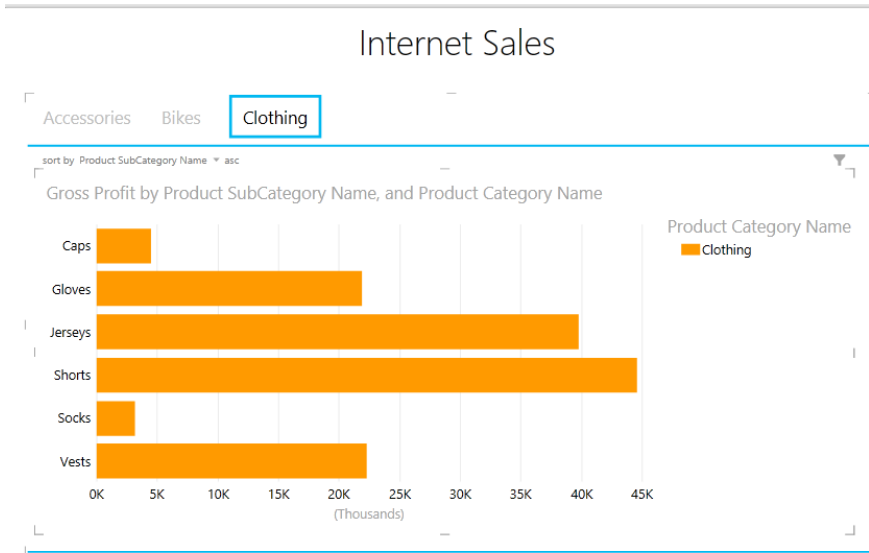 Internet Sales
Accessories Bikes Clothing
sort by Product SubCategory Name ▼ asc
Gross Profit by Product SubCategory Name, and Product Category Name
Product Category Name
Clothing
Caps
Gloves
Jerseys
Shorts
Socks
Vests
0K 5K 10K 15K 20K 25K 30K 35K 40K 45K
(Thousands)